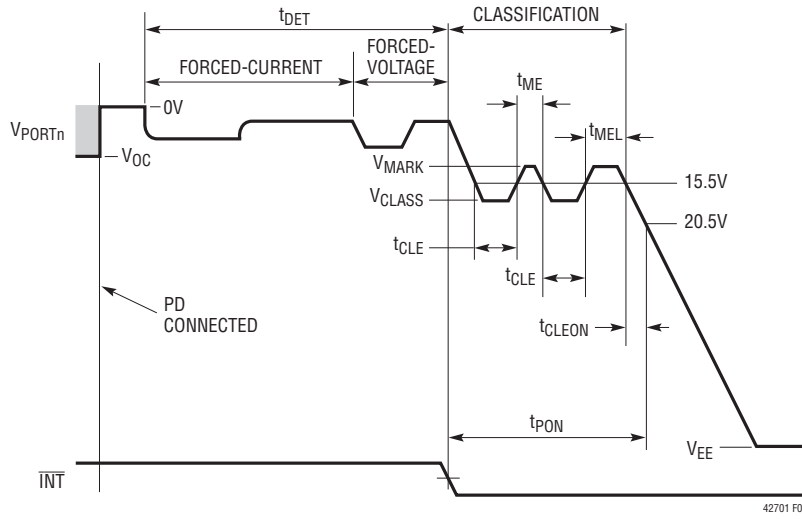 tDET
CLASSIFICATION
FORCED-CURRENT
FORCED-
VOLTAGE
tME
0V
VPORTn
VOC
tMEL
VMARK
15.5V
VCLASS
20.5V
tCLE
tCLE
PD
CONNECTED
tCLEON
tPON
VEE
INT
42701 F0